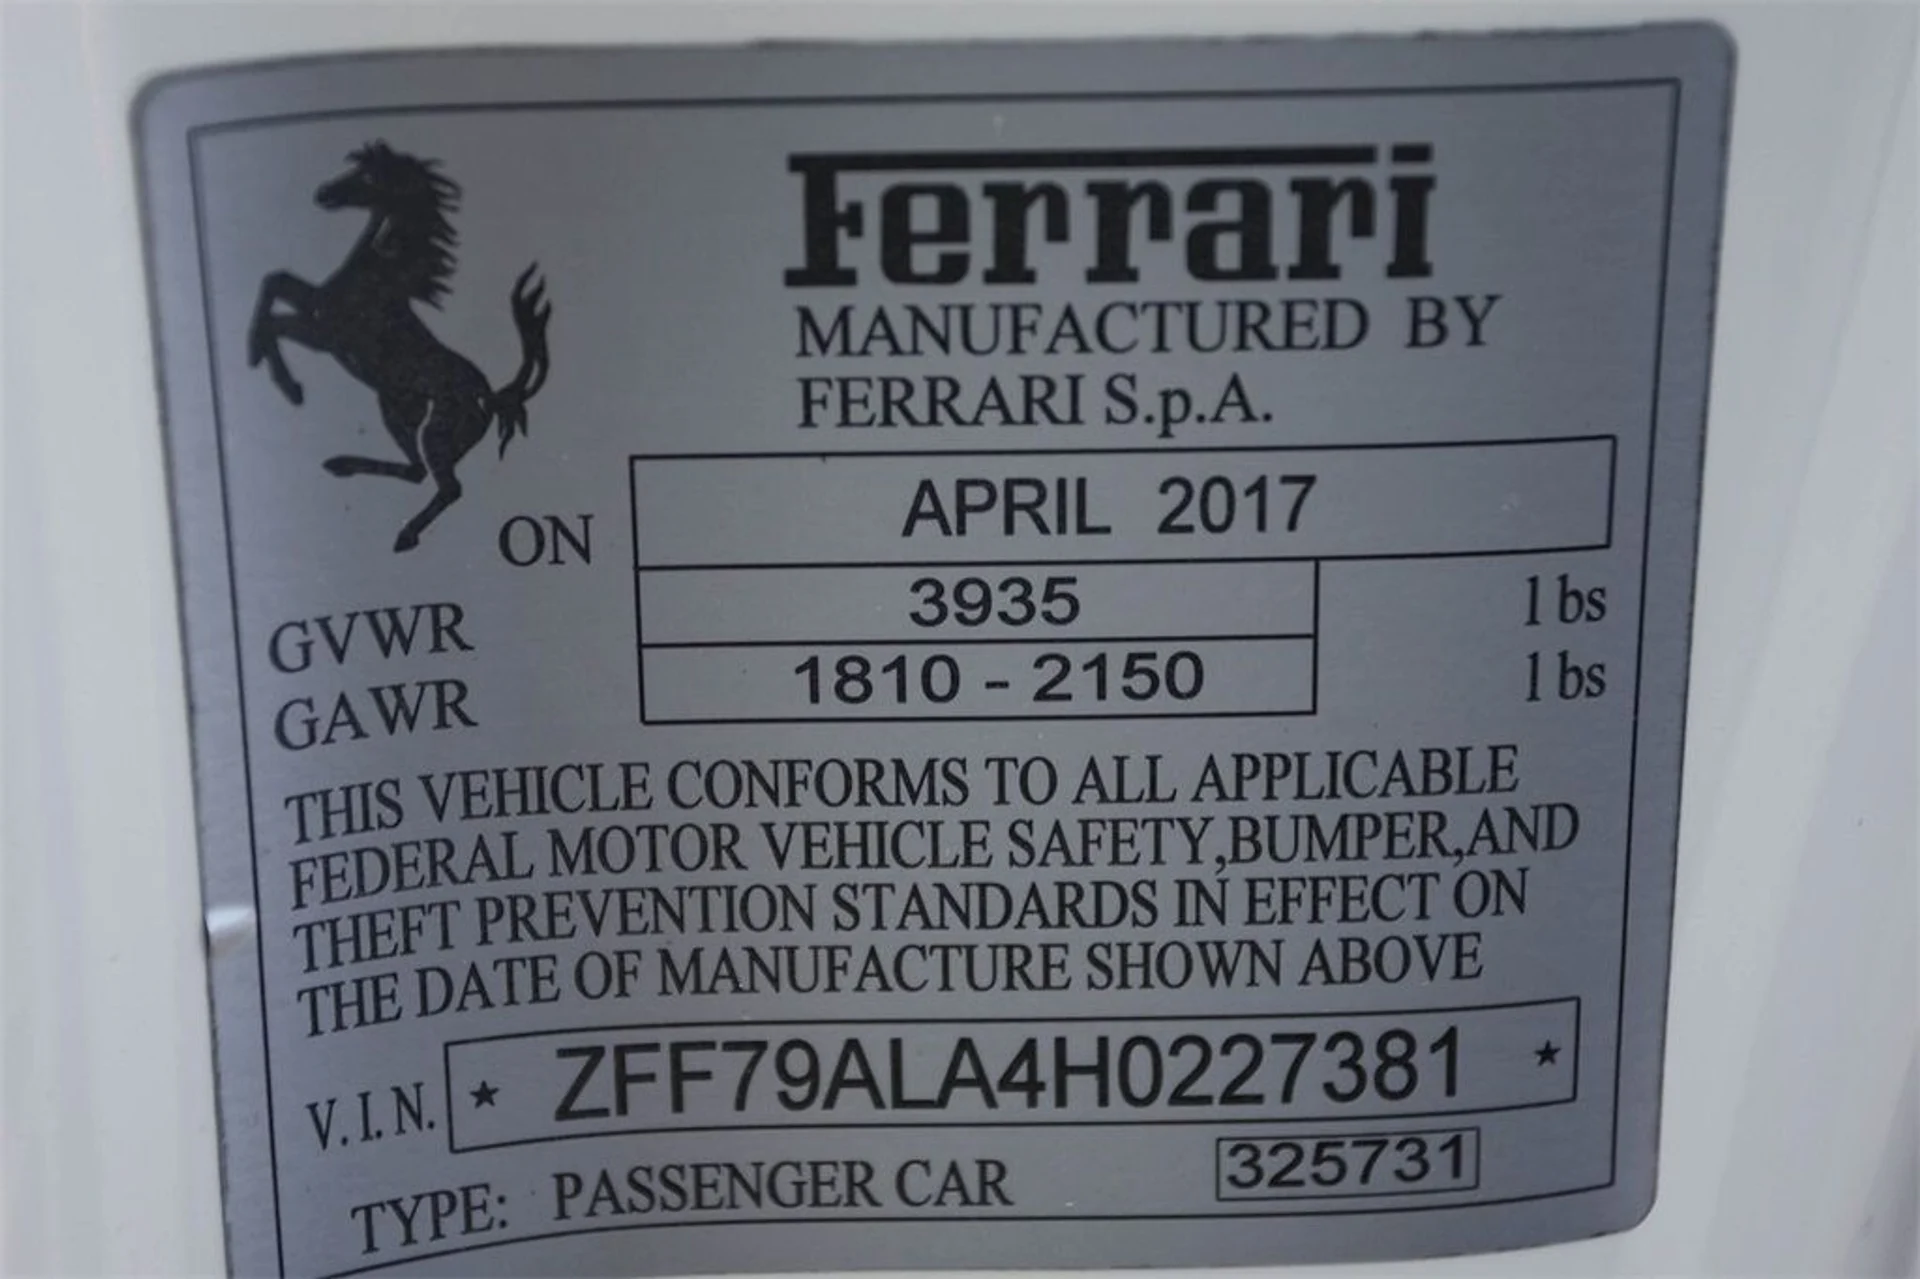 Ferrari
MANUFACTURED BY
FERRARI S.p.A.
ON APRIL 2017
GVWR 3935 lbs
GAWR 1810 - 2150 lbs
THIS VEHICLE CONFORMS TO ALL APPLICABLE
FEDERAL MOTOR VEHICLE SAFETY,BUMPER,AND
THEFT PREVENTION STANDARDS IN EFFECT ON
THE DATE OF MANUFACTURE SHOWN ABOVE
V.I.N. ★ ZFF79ALA4H0227381 ★
TYPE: PASSENGER CAR 325731